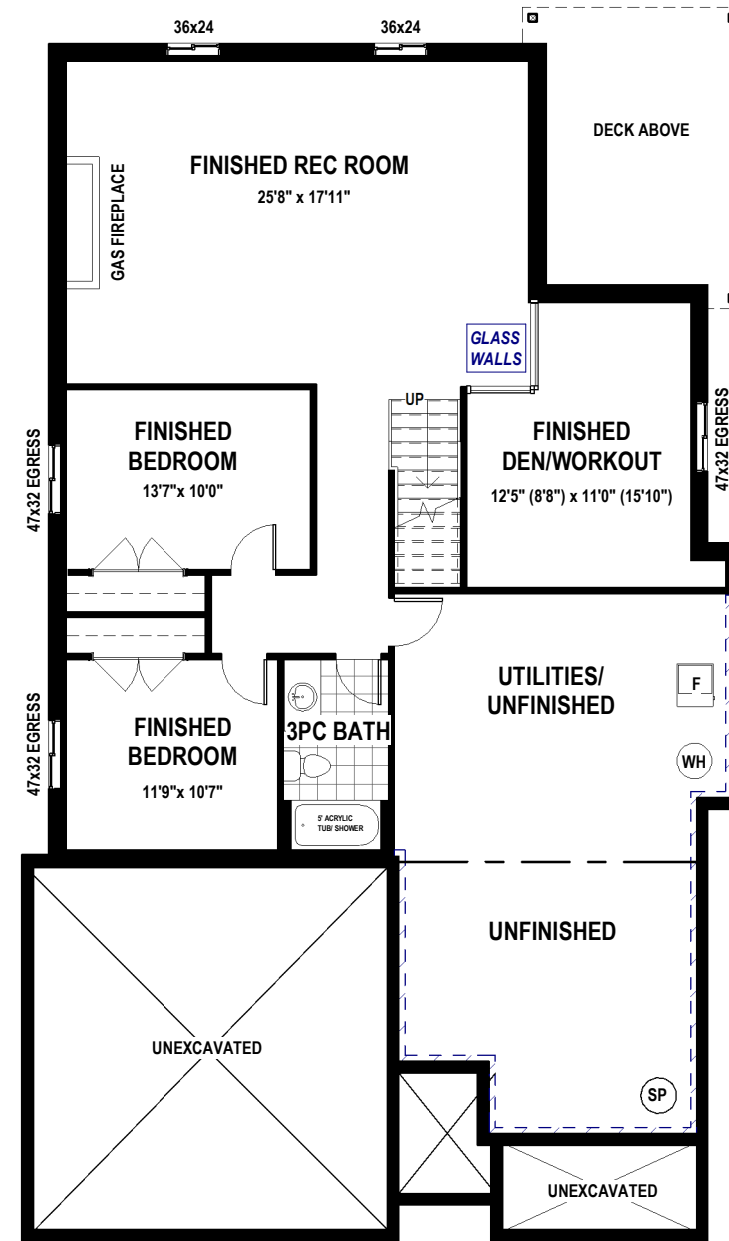 36x24
36x24
DECK ABOVE
FINISHED REC ROOM
25'8" x 17'11"
GAS FIREPLACE
GLASS
WALLS
UP
FINISHED
BEDROOM
13'7"x 10'0"
47x32 EGRESS
FINISHED
DEN/WORKOUT
12'5" (8'8") x 11'0" (15'10")
47x32 EGRESS
UTILITIES/
UNFINISHED
F
WH
FINISHED
BEDROOM
11'9"x 10'7"
47x32 EGRESS
3PC BATH
5' ACRYLIC
TUB/ SHOWER
UNFINISHED
UNEXCAVATED
SP
UNEXCAVATED